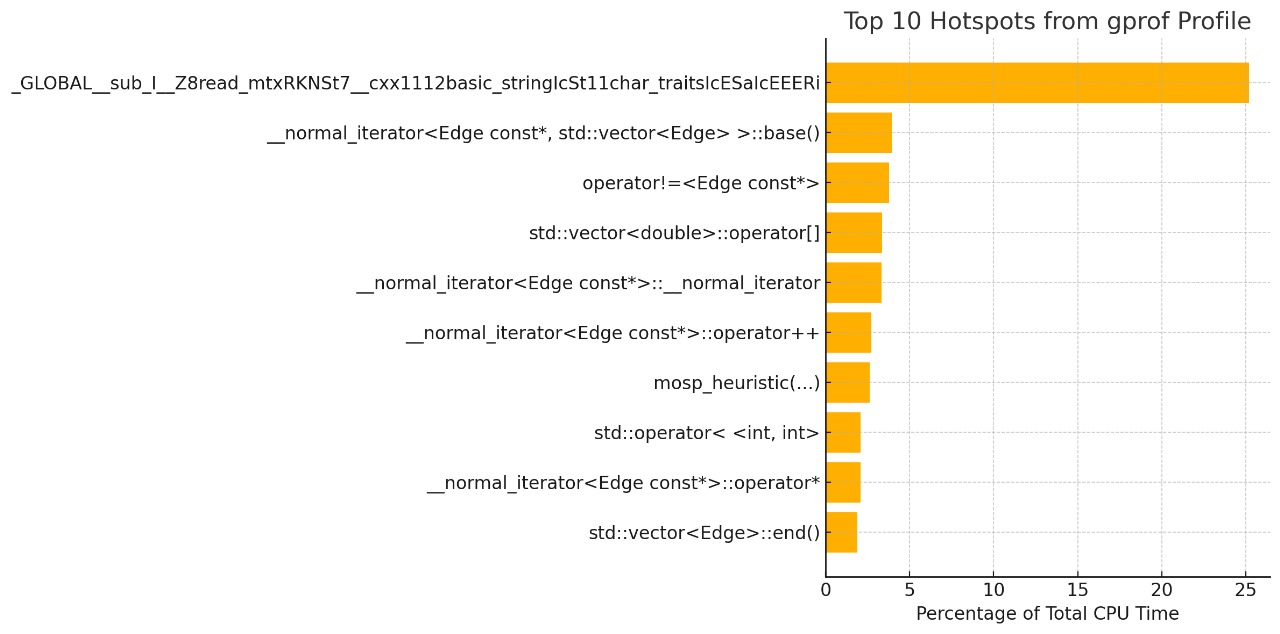 Top 10 Hotspots from gprof Profile
_GLOBAL__sub_I__Z8read_mtxRKNSt7__cxx1112basic_stringIcSt11char_traitsIcESaIcEEERi
__normal_iterator<Edge const*, std::vector<Edge> >::base()
operator!=<Edge const*>
std::vector<double>::operator[]
__normal_iterator<Edge const*>::__normal_iterator
__normal_iterator<Edge const*>::operator++
mosp_heuristic(...)
std::operator< <int, int>
__normal_iterator<Edge const*>::operator*
std::vector<Edge>::end()
0 5 10 15 20 25
Percentage of Total CPU Time